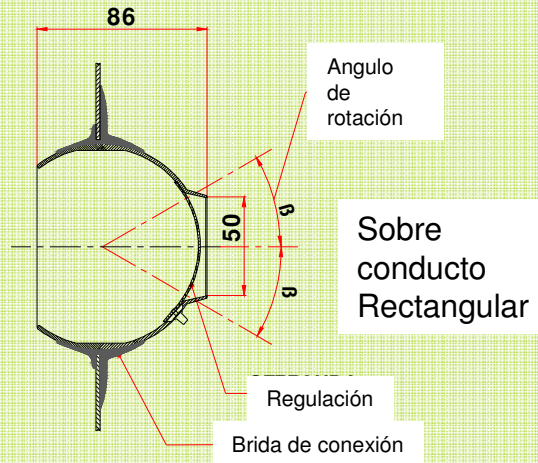 86
Angulo
de
rotación
ß
50
ß
Sobre
conducto
Rectangular
Regulación
Brida de conexión